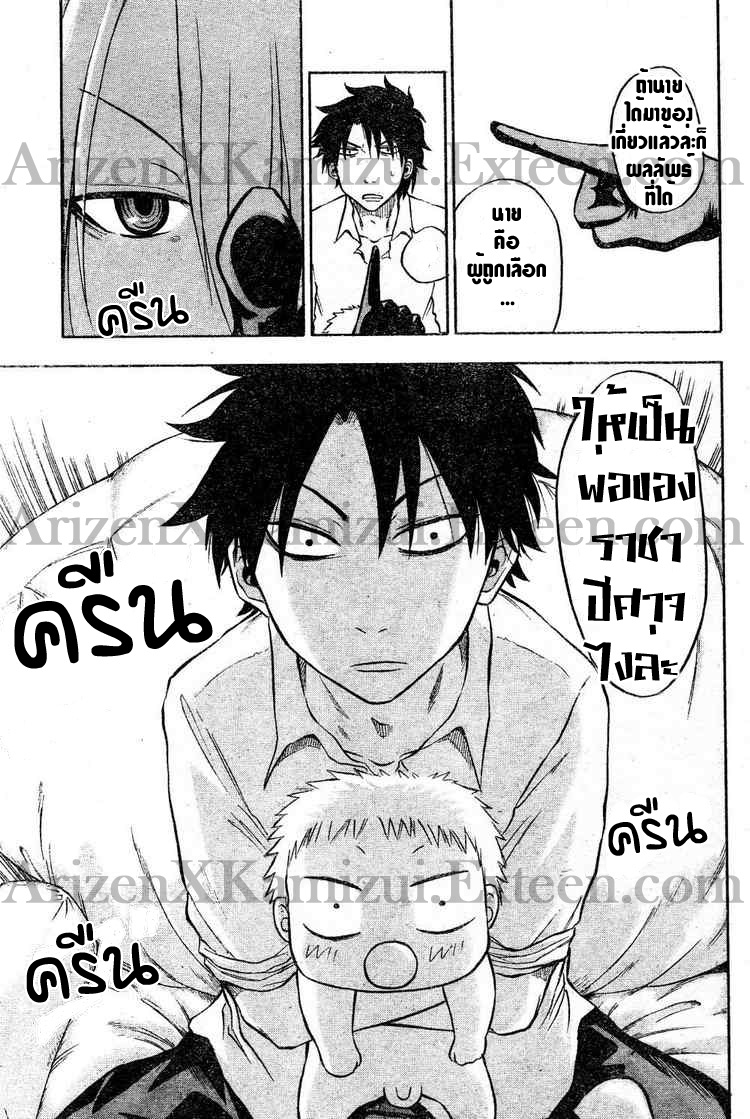 ถ้านาย
ได้มาข้อง
เกี่ยวแล้วล่ะก็
ผลลัพธ์
ที่ได้
นาย
คือ
ผู้ถูกเลือก
...
ครืน
ArizenXKamizui.Exteen.com
ให้เป็น
พอของ
ราชา
ปีศาจ
ไงละ
ArizenXKamizui.Exteen.com
ครืน
ครืน
ArizenXKamizui.Exteen.com
ครืน